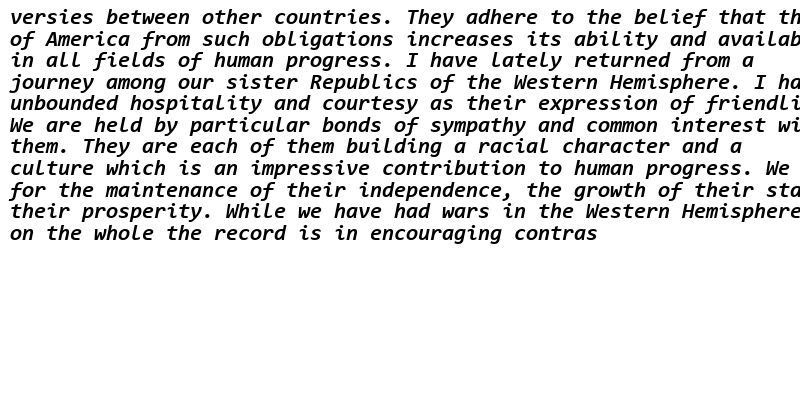 versies between other countries. They adhere to the belief that th
of America from such obligations increases its ability and availab
in all fields of human progress. I have lately returned from a
journey among our sister Republics of the Western Hemisphere. I ha
unbounded hospitality and courtesy as their expression of friendli
We are held by particular bonds of sympathy and common interest wi
them. They are each of them building a racial character and a
culture which is an impressive contribution to human progress. We
for the maintenance of their independence, the growth of their sta
their prosperity. While we have had wars in the Western Hemisphere
on the whole the record is in encouraging contras